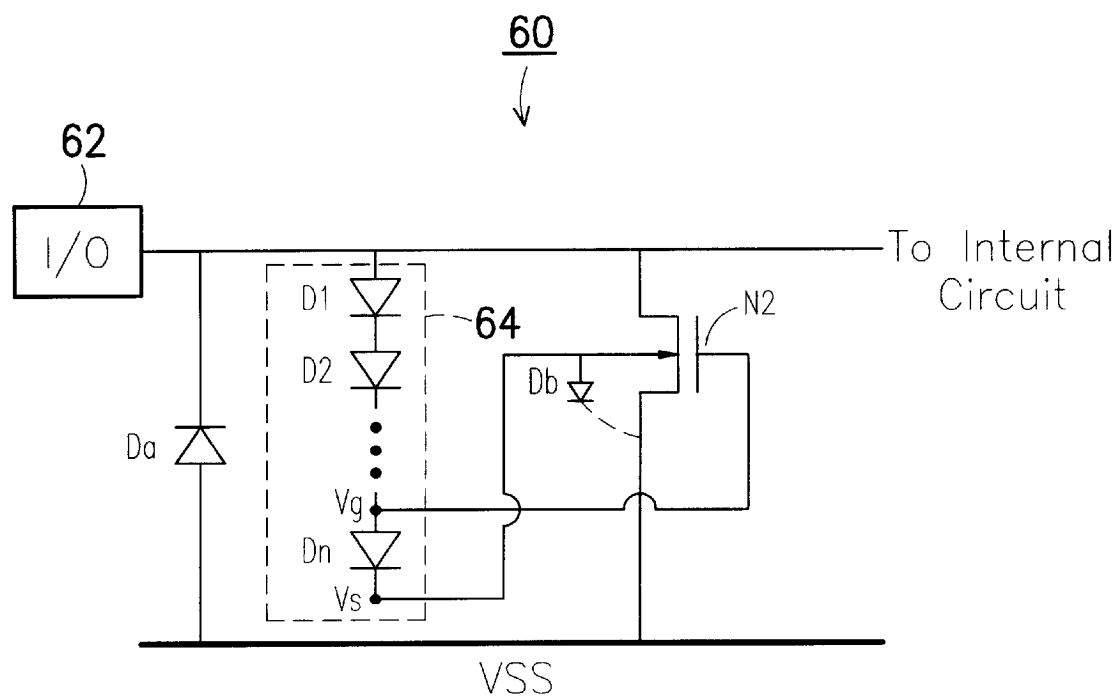 60
62
I/O
To Internal
Circuit
D1
64
N2
D2
Db
Da
Vg
Dn
Vs
VSS